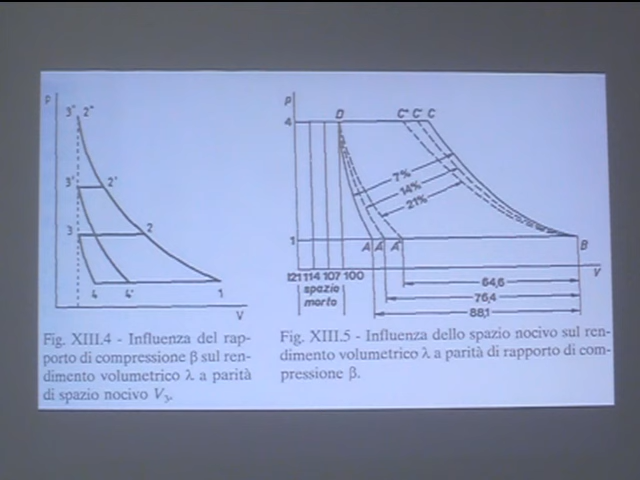 P
3" 2"
3' 2'
3 2
4 4' 1
V
Fig. XIII.4 - Influenza del rap-
porto di compressione β sul ren-
dimento volumetrico λ a parità
di spazio nocivo V₃.
P
D C" C' C
4
7%
14%
21%
1
A A' A" B
V
121 114 107 100
spazio
morto
64,6
76,4
88,1
Fig. XIII.5 - Influenza dello spazio nocivo sul ren-
dimento volumetrico λ a parità di rapporto di com-
pressione β.